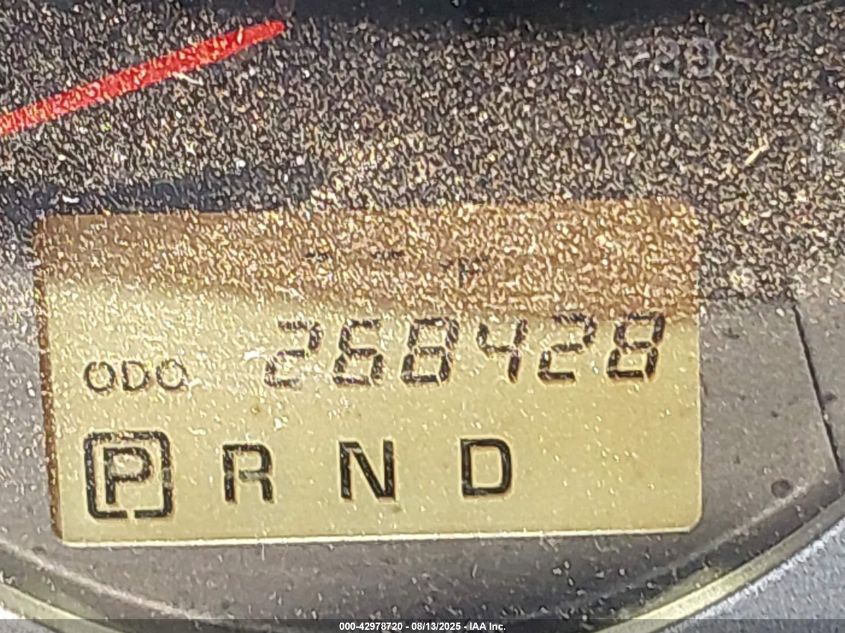 ODO 268428
P R N D
000-42978720 - 08/13/2025 - IAA Inc.